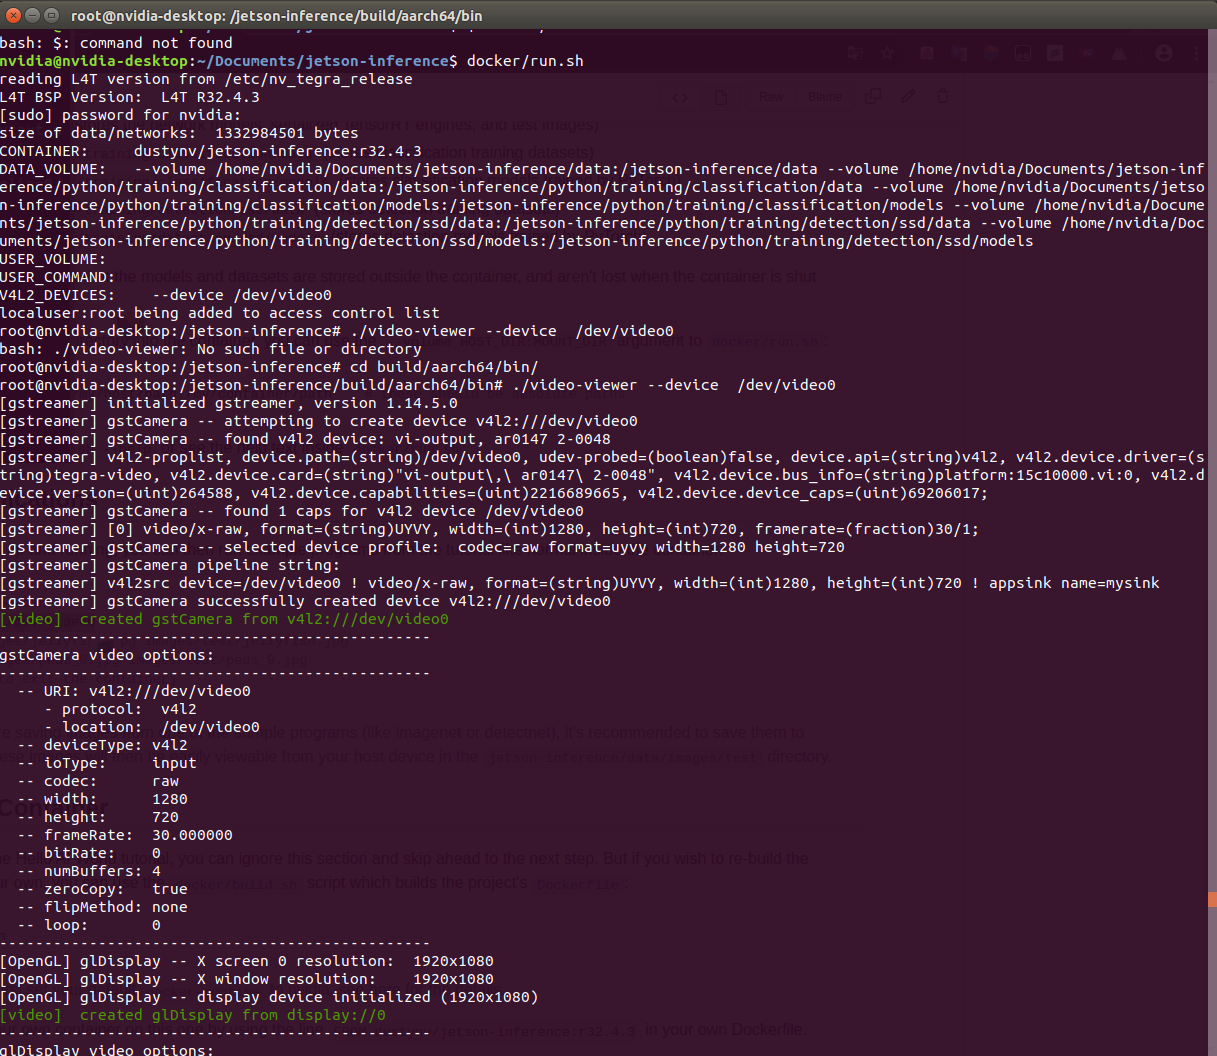 root@nvidia-desktop: /jetson-inference/build/aarch64/bin
bash: $: command not found
nvidia@nvidia-desktop:~/Documents/jetson-inference$ docker/run.sh
reading L4T version from /etc/nv_tegra_release
L4T BSP Version:  L4T R32.4.3
[sudo] password for nvidia:
size of data/networks:  1332984501 bytes
CONTAINER:     dustynv/jetson-inference:r32.4.3
DATA_VOLUME:   --volume /home/nvidia/Documents/jetson-inference/data:/jetson-inference/data --volume /home/nvidia/Documents/jetson-inf
erence/python/training/classification/data:/jetson-inference/python/training/classification/data --volume /home/nvidia/Documents/jetso
n-inference/python/training/classification/models:/jetson-inference/python/training/classification/models --volume /home/nvidia/Docume
nts/jetson-inference/python/training/detection/ssd/data:/jetson-inference/python/training/detection/ssd/data --volume /home/nvidia/Doc
uments/jetson-inference/python/training/detection/ssd/models:/jetson-inference/python/training/detection/ssd/models
USER_VOLUME:
USER_COMMAND:
V4L2_DEVICES:    --device /dev/video0
localuser:root being added to access control list
root@nvidia-desktop:/jetson-inference# ./video-viewer --device  /dev/video0
bash: ./video-viewer: No such file or directory
root@nvidia-desktop:/jetson-inference# cd build/aarch64/bin/
root@nvidia-desktop:/jetson-inference/build/aarch64/bin# ./video-viewer --device  /dev/video0
[gstreamer] initialized gstreamer, version 1.14.5.0
[gstreamer] gstCamera -- attempting to create device v4l2:///dev/video0
[gstreamer] gstCamera -- found v4l2 device: vi-output, ar0147 2-0048
[gstreamer] v4l2-proplist, device.path=(string)/dev/video0, udev-probed=(boolean)false, device.api=(string)v4l2, v4l2.device.driver=(s
tring)tegra-video, v4l2.device.card=(string)"vi-output\,\ ar0147\ 2-0048", v4l2.device.bus_info=(string)platform:15c10000.vi:0, v4l2.d
evice.version=(uint)264588, v4l2.device.capabilities=(uint)2216689665, v4l2.device.device_caps=(uint)69206017;
[gstreamer] gstCamera -- found 1 caps for v4l2 device /dev/video0
[gstreamer] [0] video/x-raw, format=(string)UYVY, width=(int)1280, height=(int)720, framerate=(fraction)30/1;
[gstreamer] gstCamera -- selected device profile:  codec=raw format=uyvy width=1280 height=720
[gstreamer] gstCamera pipeline string:
[gstreamer] v4l2src device=/dev/video0 ! video/x-raw, format=(string)UYVY, width=(int)1280, height=(int)720 ! appsink name=mysink
[gstreamer] gstCamera successfully created device v4l2:///dev/video0
[video]  created gstCamera from v4l2:///dev/video0
------------------------------------------------
gstCamera video options:
------------------------------------------------
  -- URI: v4l2:///dev/video0
     - protocol:  v4l2
     - location:  /dev/video0
  -- deviceType: v4l2
  -- ioType:     input
  -- codec:      raw
  -- width:      1280
  -- height:     720
  -- frameRate:  30.000000
  -- bitRate:    0
  -- numBuffers: 4
  -- zeroCopy:   true
  -- flipMethod: none
  -- loop:       0
------------------------------------------------
[OpenGL] glDisplay -- X screen 0 resolution:  1920x1080
[OpenGL] glDisplay -- X window resolution:    1920x1080
[OpenGL] glDisplay -- display device initialized (1920x1080)
[video]  created glDisplay from display://0
------------------------------------------------
glDisplay video options: